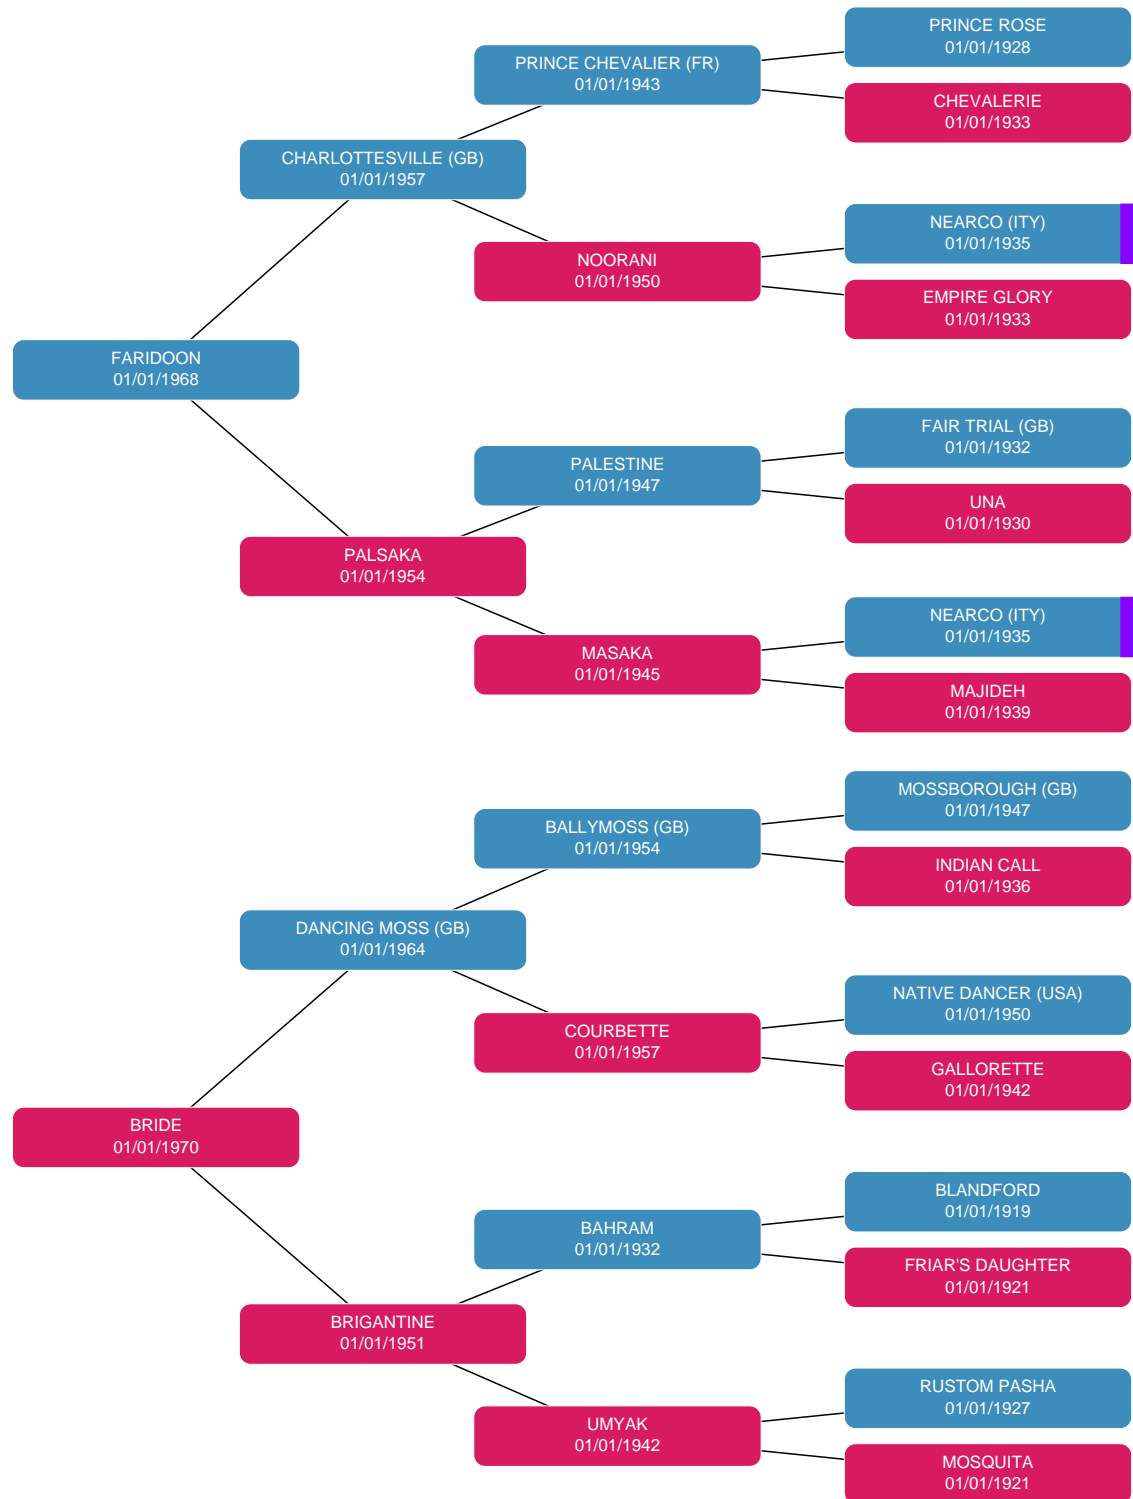 PRINCE ROSE
01/01/1928
PRINCE CHEVALIER (FR)
01/01/1943
CHEVALERIE
01/01/1933
CHARLOTTESVILLE (GB)
01/01/1957
NEARCO (ITY)
01/01/1935
NOORANI
01/01/1950
EMPIRE GLORY
01/01/1933
FARIDOON
01/01/1968
FAIR TRIAL (GB)
01/01/1932
PALESTINE
01/01/1947
UNA
01/01/1930
PALSAKA
01/01/1954
NEARCO (ITY)
01/01/1935
MASAKA
01/01/1945
MAJIDEH
01/01/1939
MOSSBOROUGH (GB)
01/01/1947
BALLYMOSS (GB)
01/01/1954
INDIAN CALL
01/01/1936
DANCING MOSS (GB)
01/01/1964
NATIVE DANCER (USA)
01/01/1950
COURBETTE
01/01/1957
GALLORETTE
01/01/1942
BRIDE
01/01/1970
BLANDFORD
01/01/1919
BAHRAM
01/01/1932
FRIAR'S DAUGHTER
01/01/1921
BRIGANTINE
01/01/1951
RUSTOM PASHA
01/01/1927
UMYAK
01/01/1942
MOSQUITA
01/01/1921